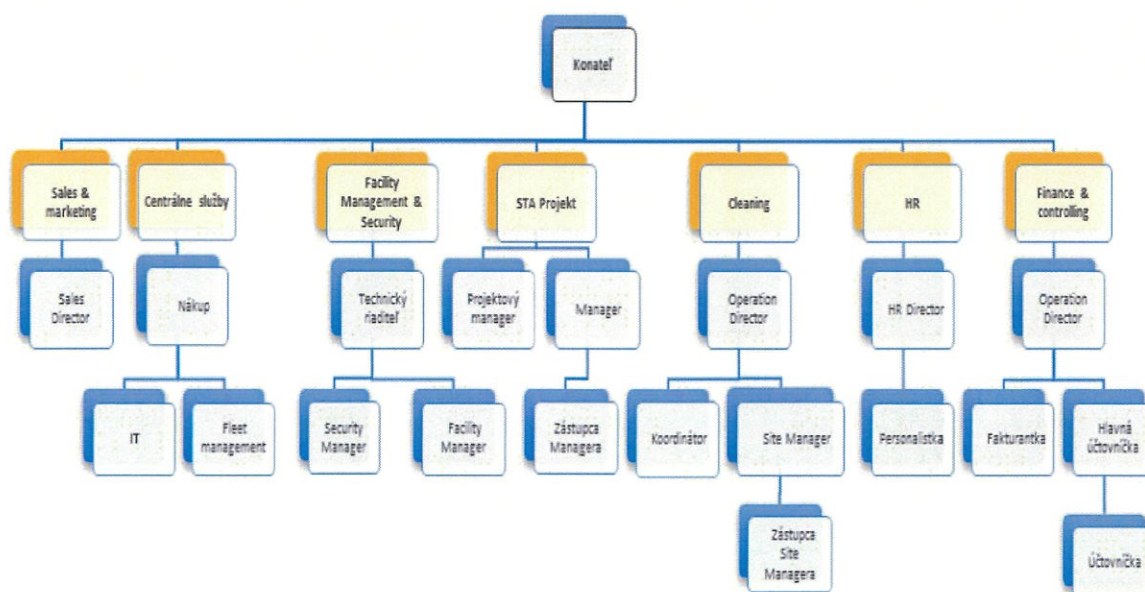 Konateľ
Sales &
marketing
Centrálne služby
Facility
Management &
Security
STA Projekt
Cleaning
HR
Finance &
controlling
Sales
Director
Nákup
Technický
riaditeľ
Projektový
manager
Manager
Operation
Director
HR Director
Operation
Director
IT
Fleet
management
Security
Manager
Facility
Manager
Zástupca
Managera
Koordinátor
Site Manager
Personalistka
Fakturantka
Hlavná
účtovníčka
Zástupca
Site
Managera
Účtovníčka